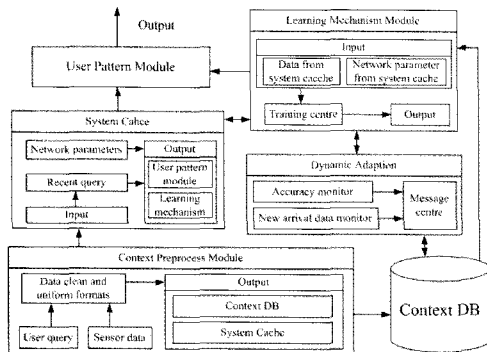 Output
User Pattern Module
Learning Mechanism Module
Input
Data from
system cacche
Network parameter
from system cache
Training centre
Output
System Cahce
Network parameters
Output
User pattern
module
Recent query
Learning
mechanism
Input
Dynamic Adaption
Accuracy monitor
Message
centre
New arrival data monitor
Context Preprocess Module
Data clean and
uniform formats
Output
Context DB
System Cache
User query
Sensor data
Context DB